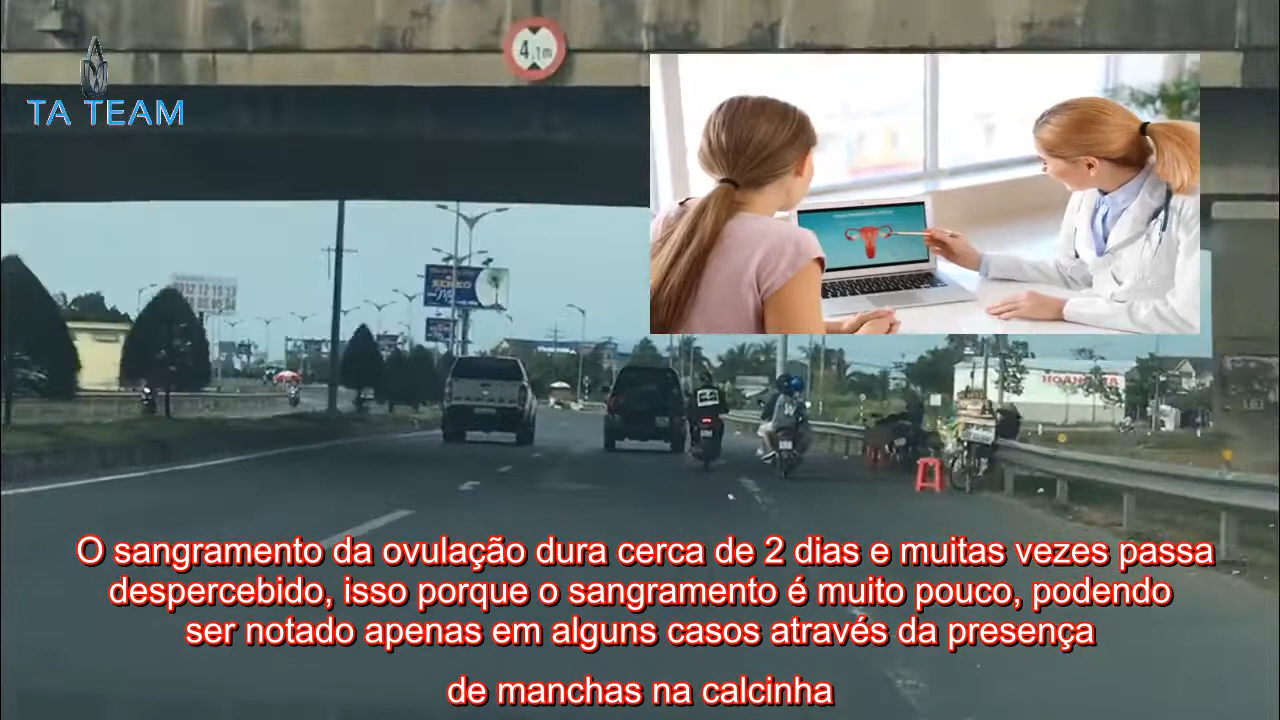 4,1m
TA TEAM
O sangramento da ovulação dura cerca de 2 dias e muitas vezes passa
despercebido, isso porque o sangramento é muito pouco, podendo
ser notado apenas em alguns casos através da presença
de manchas na calcinha